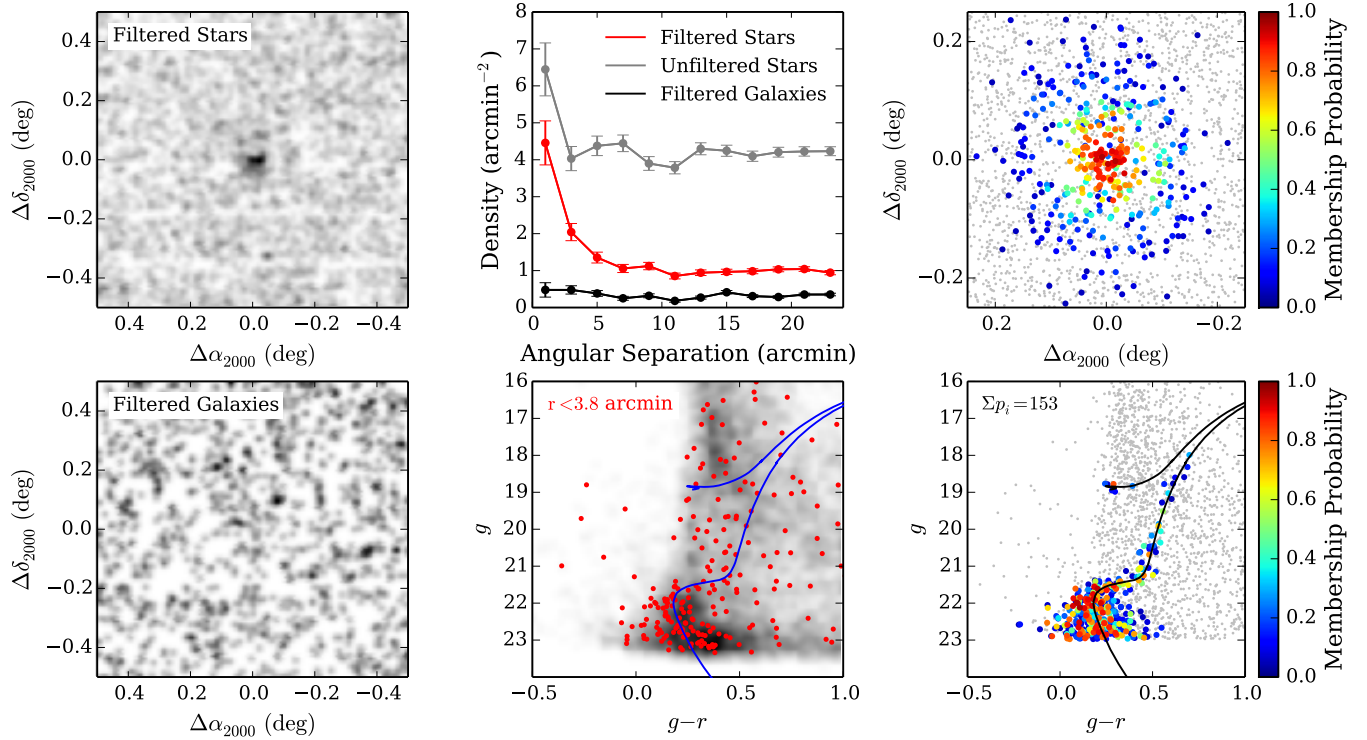 Filtered Stars
0.4
0.2
0.0
−0.2
−0.4
Δδ2000 (deg)
0.4 0.2 0.0 −0.2 −0.4
Δα2000 (deg)
8
7
6
5
4
3
2
1
0
Density (arcmin−2)
Filtered Stars
Unfiltered Stars
Filtered Galaxies
0 5 10 15 20
Angular Separation (arcmin)
0.2
0.0
−0.2
Δδ2000 (deg)
0.2 0.0 −0.2
Δα2000 (deg)
1.0
0.8
0.6
0.4
0.2
0.0
Membership Probability
Filtered Galaxies
0.4
0.2
0.0
−0.2
−0.4
Δδ2000 (deg)
0.4 0.2 0.0 −0.2 −0.4
Δα2000 (deg)
r <3.8 arcmin
16
17
18
19
20
21
22
23
g
−0.5 0.0 0.5 1.0
g−r
Σpi=153
16
17
18
19
20
21
22
23
g
−0.5 0.0 0.5 1.0
g−r
1.0
0.8
0.6
0.4
0.2
0.0
Membership Probability